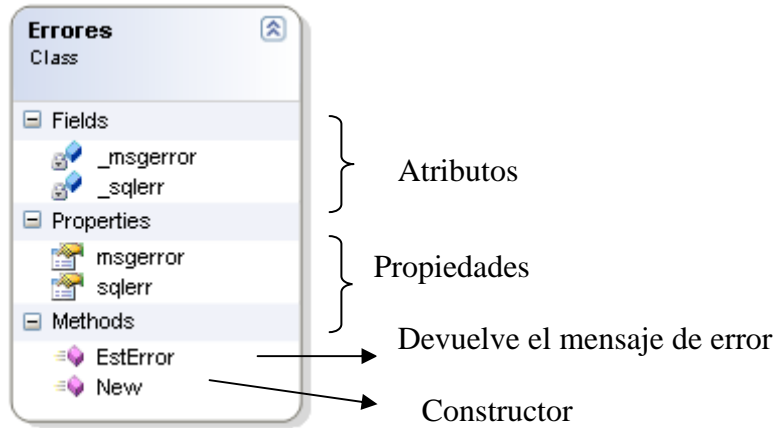 Errores
Class
Fields
_msgerror
_sqlerr
Atributos
Properties
msgerror
sqlerr
Propiedades
Methods
EstError
Devuelve el mensaje de error
New
Constructor